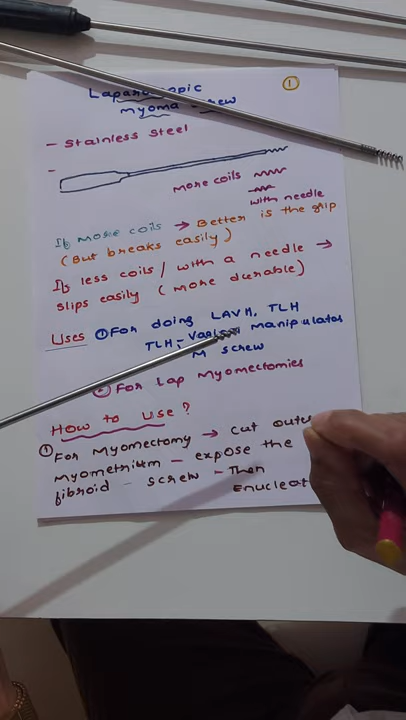 Laparoscopic
①
myoma screw
- Stainless Steel
-
more coils
with needle
If more coils → Better is the grip
(But breaks easily)
If less coils / with a needle →
slips easily (more durable)
Uses ① For doing LAVH, TLH
TLH - manipulator
M screw
② For Lap Myomectomies
How to Use ?
① For Myomectomy → cut outer
myometrium - expose the
fibroid - screw - Then
Enucleat